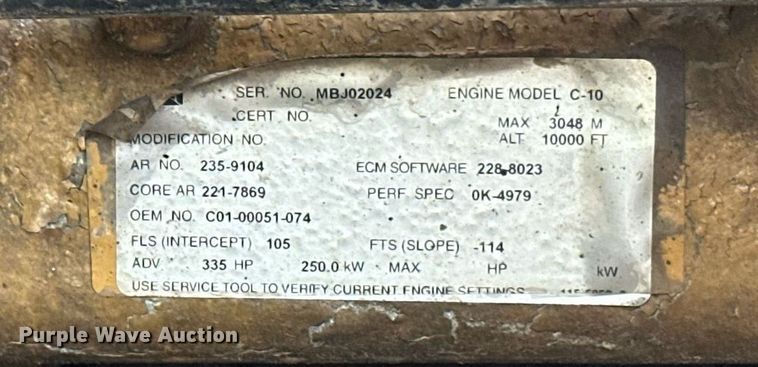 SER. NO. MBJ02024 ENGINE MODEL C-10
CERT NO. MAX 3048 M
MODIFICATION NO. ALT 10000 FT
AR NO. 235-9104 ECM SOFTWARE 228-8023
CORE AR 221-7869 PERF SPEC 0K-4979
OEM NO. C01-00051-074
FLS (INTERCEPT) 105 FTS (SLOPE) -114
ADV 335 HP 250.0 kW MAX HP kW
USE SERVICE TOOL TO VERIFY CURRENT ENGINE SETTINGS
Purple Wave Auction